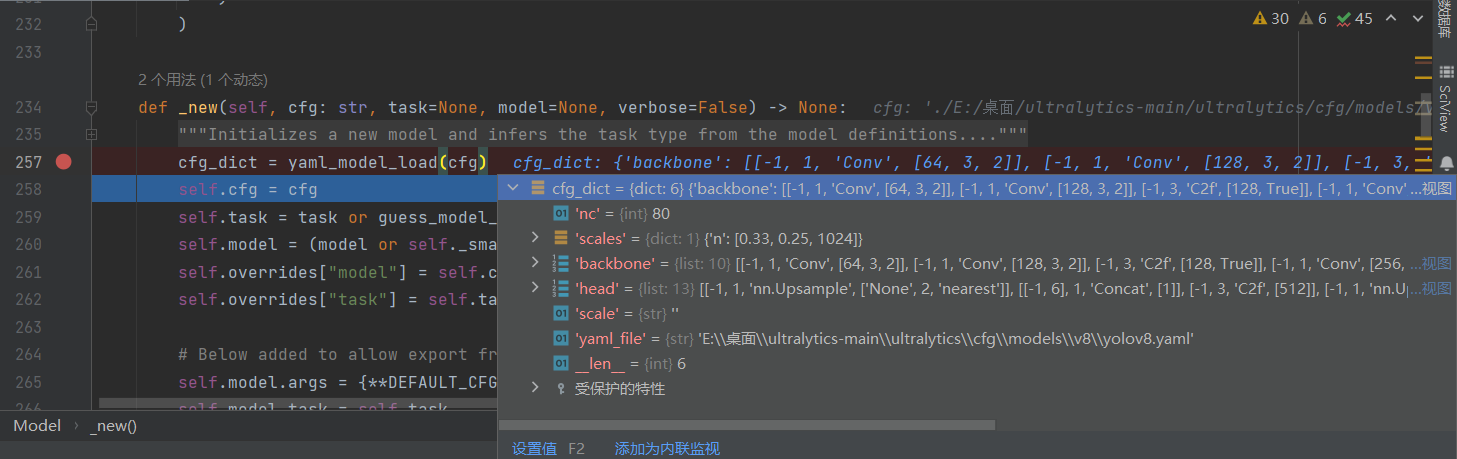 232 )
30 6 45
数据库
233
2 个用法 (1 个动态)
234 def _new(self, cfg: str, task=None, model=None, verbose=False) -> None: cfg: './E:/桌面/ultralytics-main/ultralytics/cfg/models/
SciView
235 """Initializes a new model and infers the task type from the model definitions...."""
257 cfg_dict = yaml_model_load(cfg) cfg_dict: {'backbone': [[-1, 1, 'Conv', [64, 3, 2]], [-1, 1, 'Conv', [128, 3, 2]], [-1, 3, '
258 self.cfg = cfg
cfg_dict = {dict: 6} {'backbone': [[-1, 1, 'Conv', [64, 3, 2]], [-1, 1, 'Conv', [128, 3, 2]], [-1, 3, 'C2f', [128, True]], [-1, 1, 'Conv' ...视图
259 self.task = task or guess_model_
'nc' = {int} 80
260 self.model = (model or self._sma
'scales' = {dict: 1} {'n': [0.33, 0.25, 1024]}
261 self.overrides["model"] = self.c
'backbone' = {list: 10} [[-1, 1, 'Conv', [64, 3, 2]], [-1, 1, 'Conv', [128, 3, 2]], [-1, 3, 'C2f', [128, True]], [-1, 1, 'Conv', [256, ...视图
262 self.overrides["task"] = self.ta
'head' = {list: 13} [[-1, 1, 'nn.Upsample', ['None', 2, 'nearest']], [[-1, 6], 1, 'Concat', [1]], [-1, 3, 'C2f', [512]], [-1, 1, 'nn.Up ...视图
263
'scale' = {str} ''
264 # Below added to allow export fr
'yaml_file' = {str} 'E:\\桌面\\ultralytics-main\\ultralytics\\cfg\\models\\v8\\yolov8.yaml'
265 self.model.args = {**DEFAULT_CFG
__len__ = {int} 6
受保护的特性
266 self.model.task = self.task
Model › _new()
设置值 F2 添加为内联监视